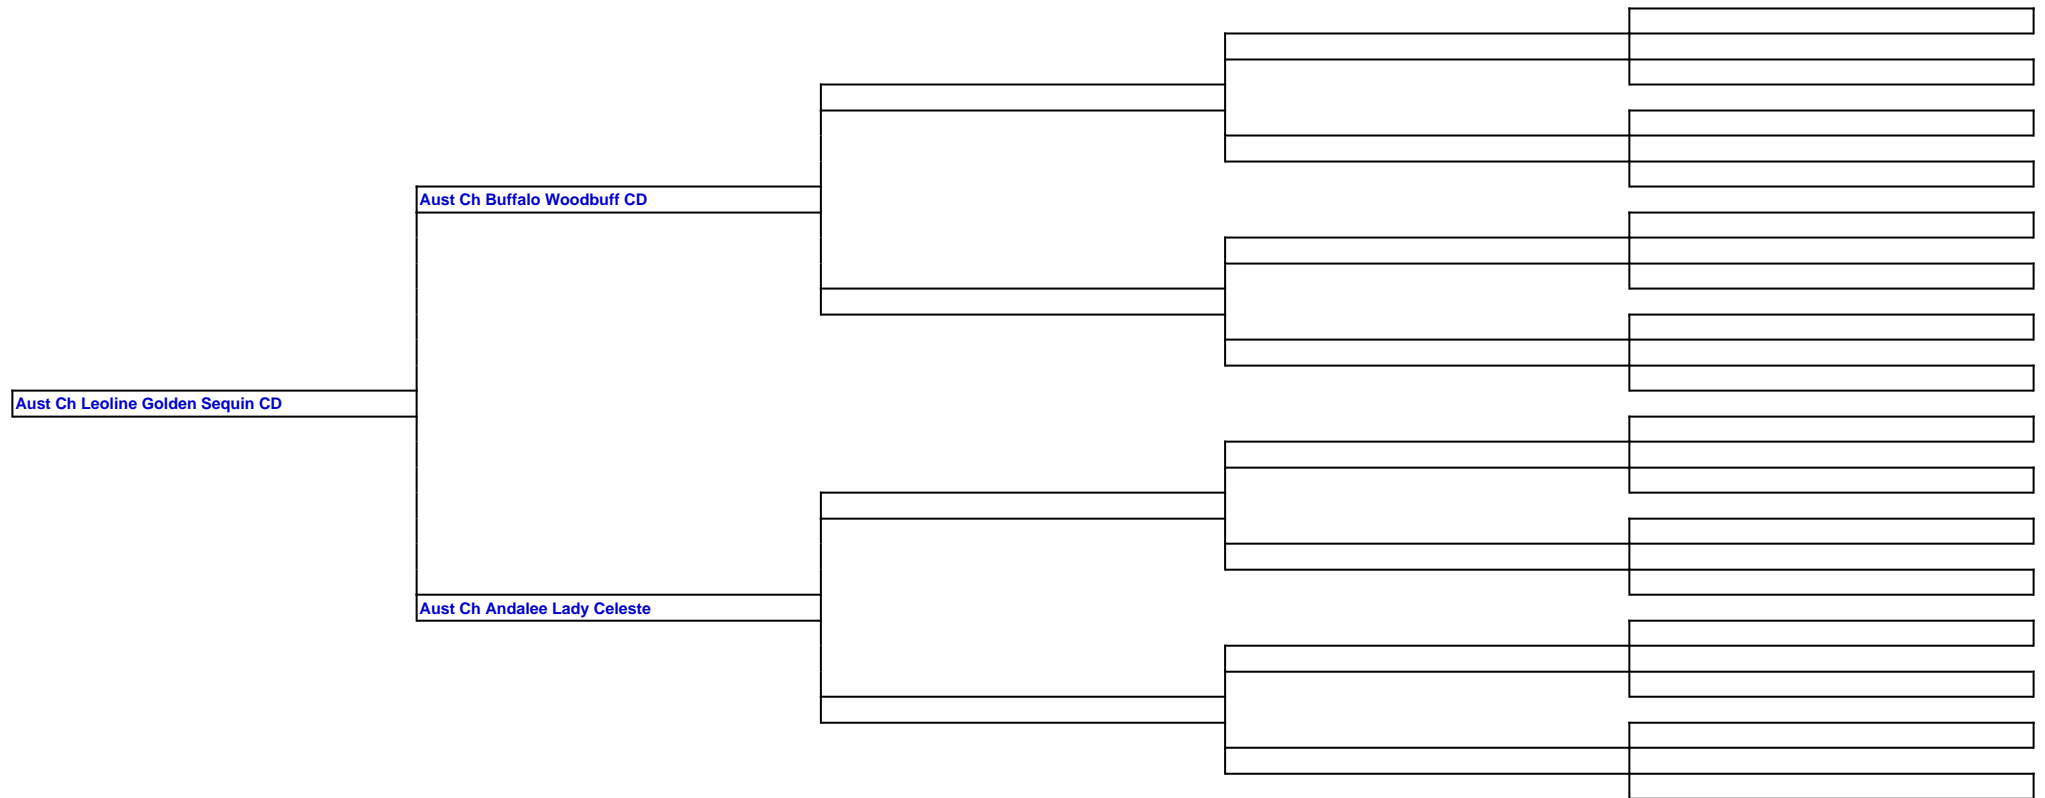 Aust Ch Buffalo Woodbuff CD
Aust Ch Leoline Golden Sequin CD
Aust Ch Andalee Lady Celeste